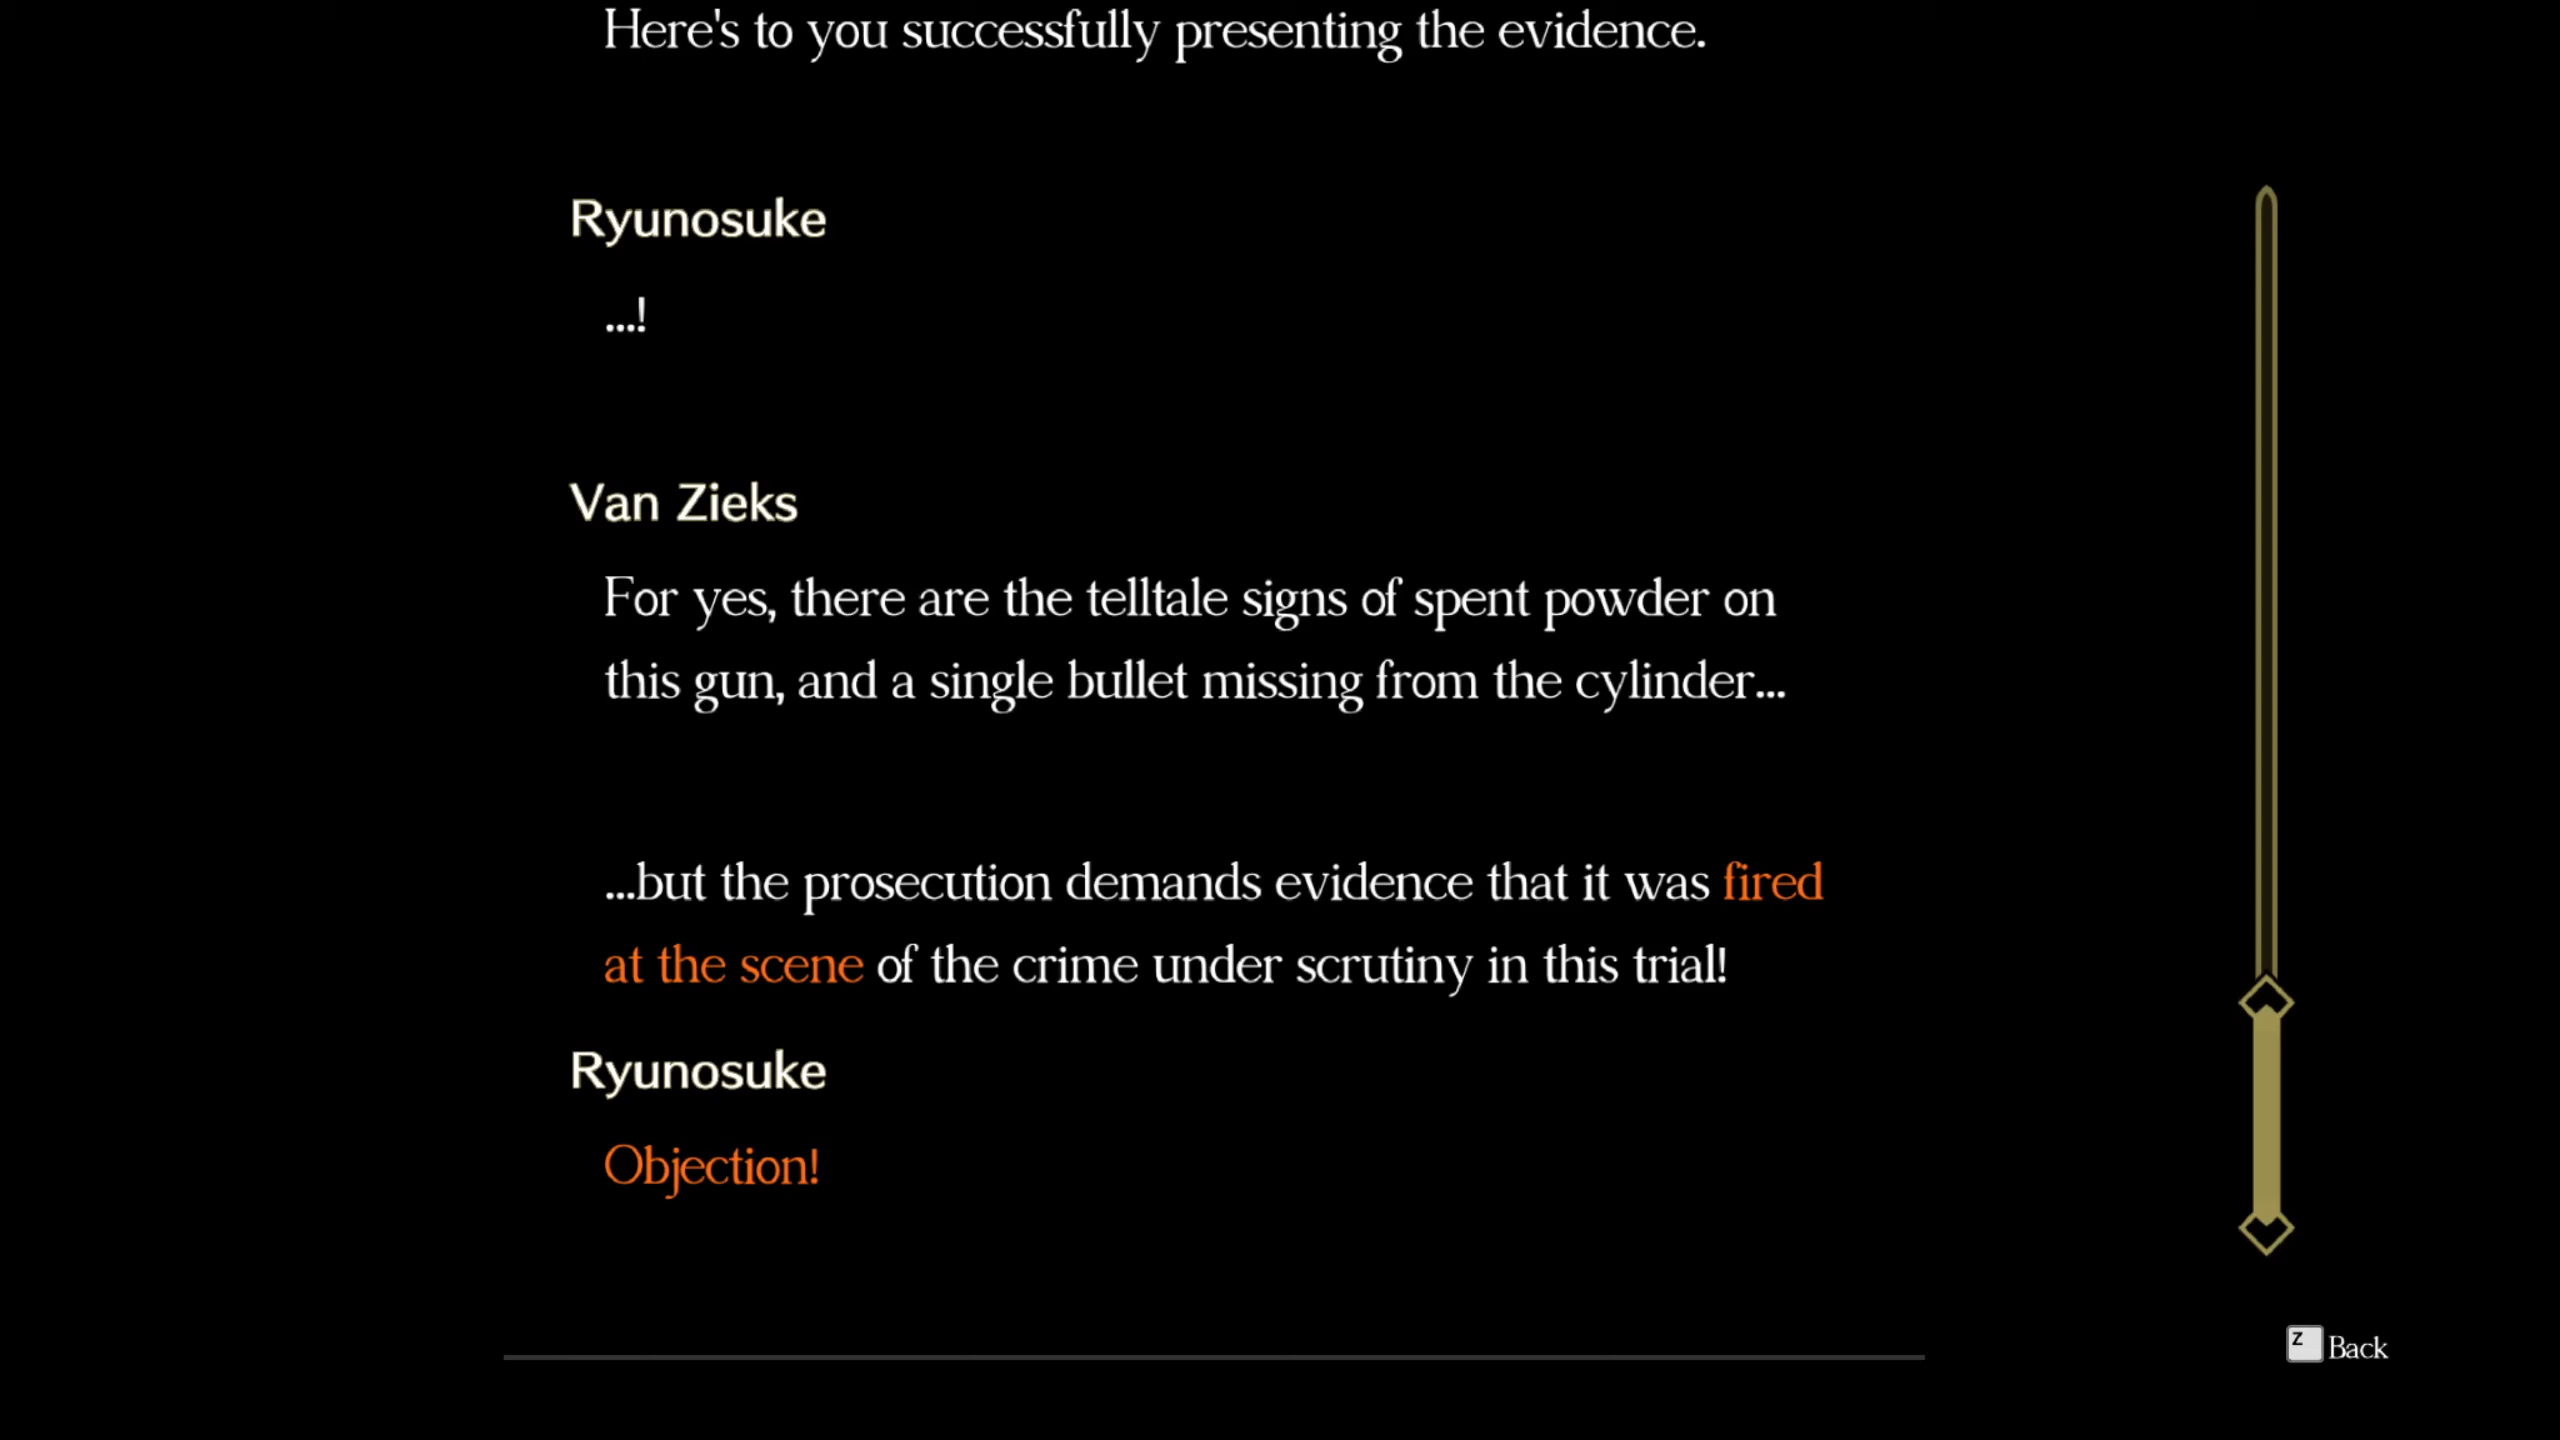 Here's to you successfully presenting the evidence.
Ryunosuke
...!
Van Zieks
For yes, there are the telltale signs of spent powder on
this gun, and a single bullet missing from the cylinder...
...but the prosecution demands evidence that it was fired
at the scene of the crime under scrutiny in this trial!
Ryunosuke
Objection!
Z Back